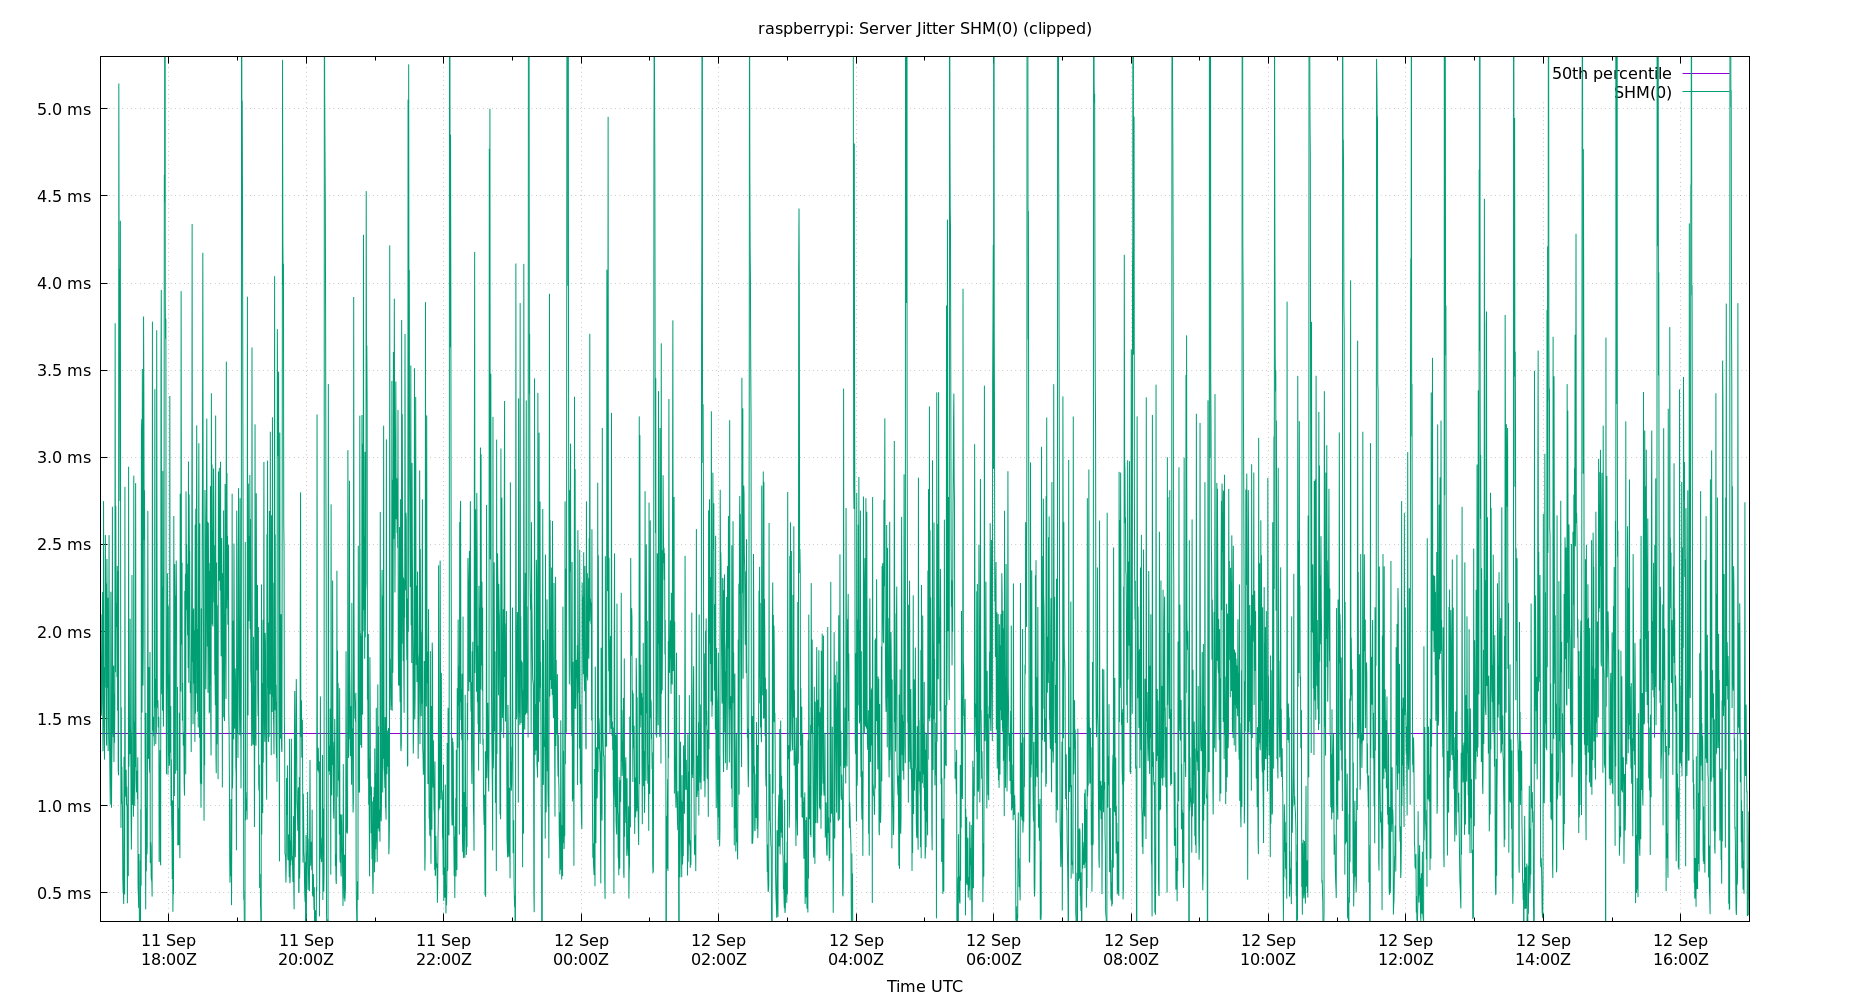 raspberrypi: Server Jitter SHM(0) (clipped)
50th percentile
SHM(0)
5.0 ms
4.5 ms
4.0 ms
3.5 ms
3.0 ms
2.5 ms
2.0 ms
1.5 ms
1.0 ms
0.5 ms
11 Sep 11 Sep 11 Sep 12 Sep 12 Sep 12 Sep 12 Sep 12 Sep 12 Sep 12 Sep 12 Sep 12 Sep
18:00Z 20:00Z 22:00Z 00:00Z 02:00Z 04:00Z 06:00Z 08:00Z 10:00Z 12:00Z 14:00Z 16:00Z
Time UTC